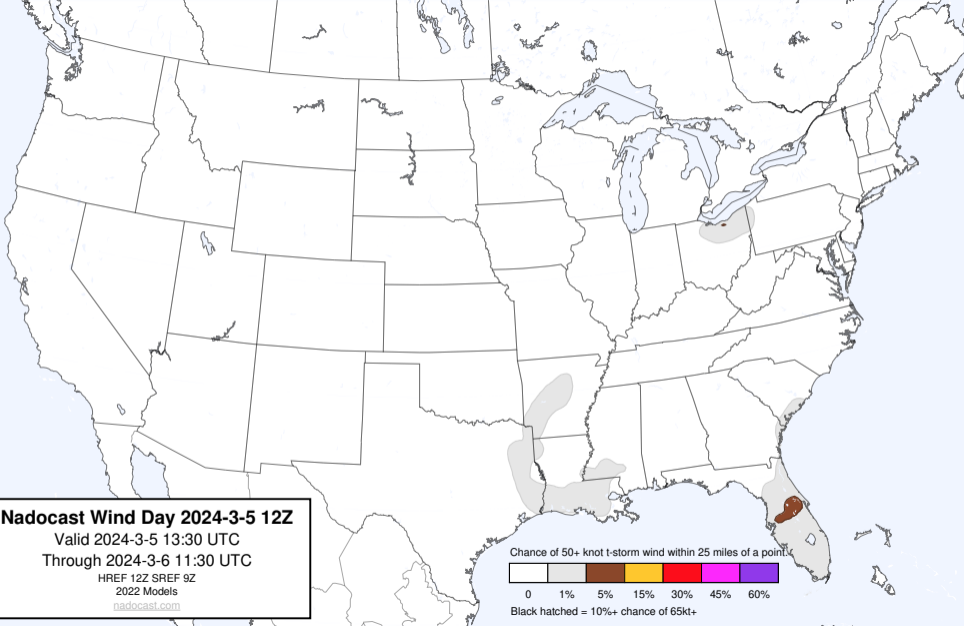 Nadocast Wind Day 2024-3-5 12Z
Valid 2024-3-5 13:30 UTC
Through 2024-3-6 11:30 UTC
HREF 12Z SREF 9Z
2022 Models
nadocast.com
Chance of 50+ knot t-storm wind within 25 miles of a point.
0 1% 5% 15% 30% 45% 60%
Black hatched = 10%+ chance of 65kt+